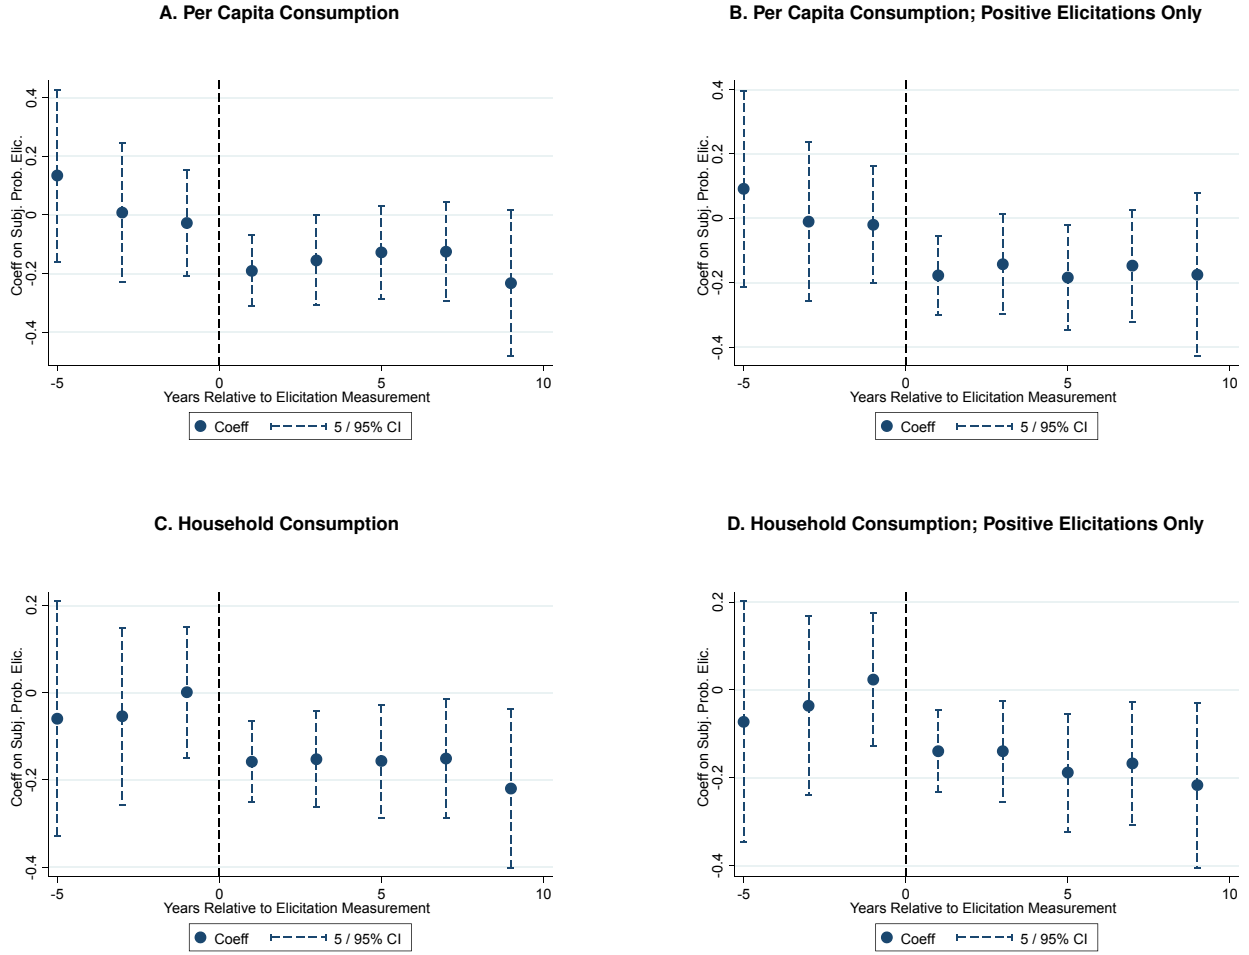 A. Per Capita Consumption
Coeff on Subj. Prob. Elic.
0.4
0.2
0
-0.2
-0.4
-5
0
5
10
Years Relative to Elicitation Measurement
Coeff
5 / 95% CI
B. Per Capita Consumption; Positive Elicitations Only
Coeff on Subj. Prob. Elic.
0.4
0.2
0
-0.2
-0.4
-5
0
5
10
Years Relative to Elicitation Measurement
Coeff
5 / 95% CI
C. Household Consumption
Coeff on Subj. Prob. Elic.
0.2
0
-0.2
-0.4
-5
0
5
10
Years Relative to Elicitation Measurement
Coeff
5 / 95% CI
D. Household Consumption; Positive Elicitations Only
Coeff on Subj. Prob. Elic.
0.2
0
-0.2
-0.4
-5
0
5
10
Years Relative to Elicitation Measurement
Coeff
5 / 95% CI